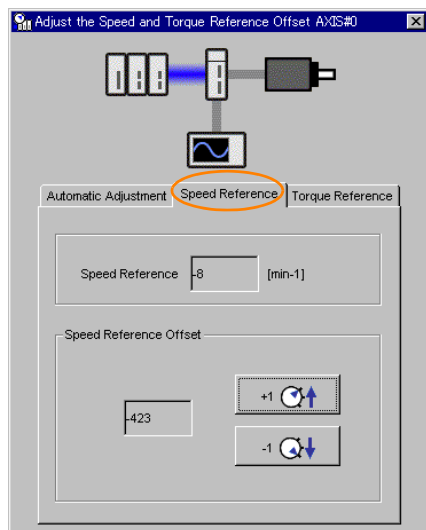 Adjust the Speed and Torque Reference Offset AXIS#0
Automatic Adjustment Speed Reference Torque Reference
Speed Reference -8 [min-1]
Speed Reference Offset
+1
-423
-1